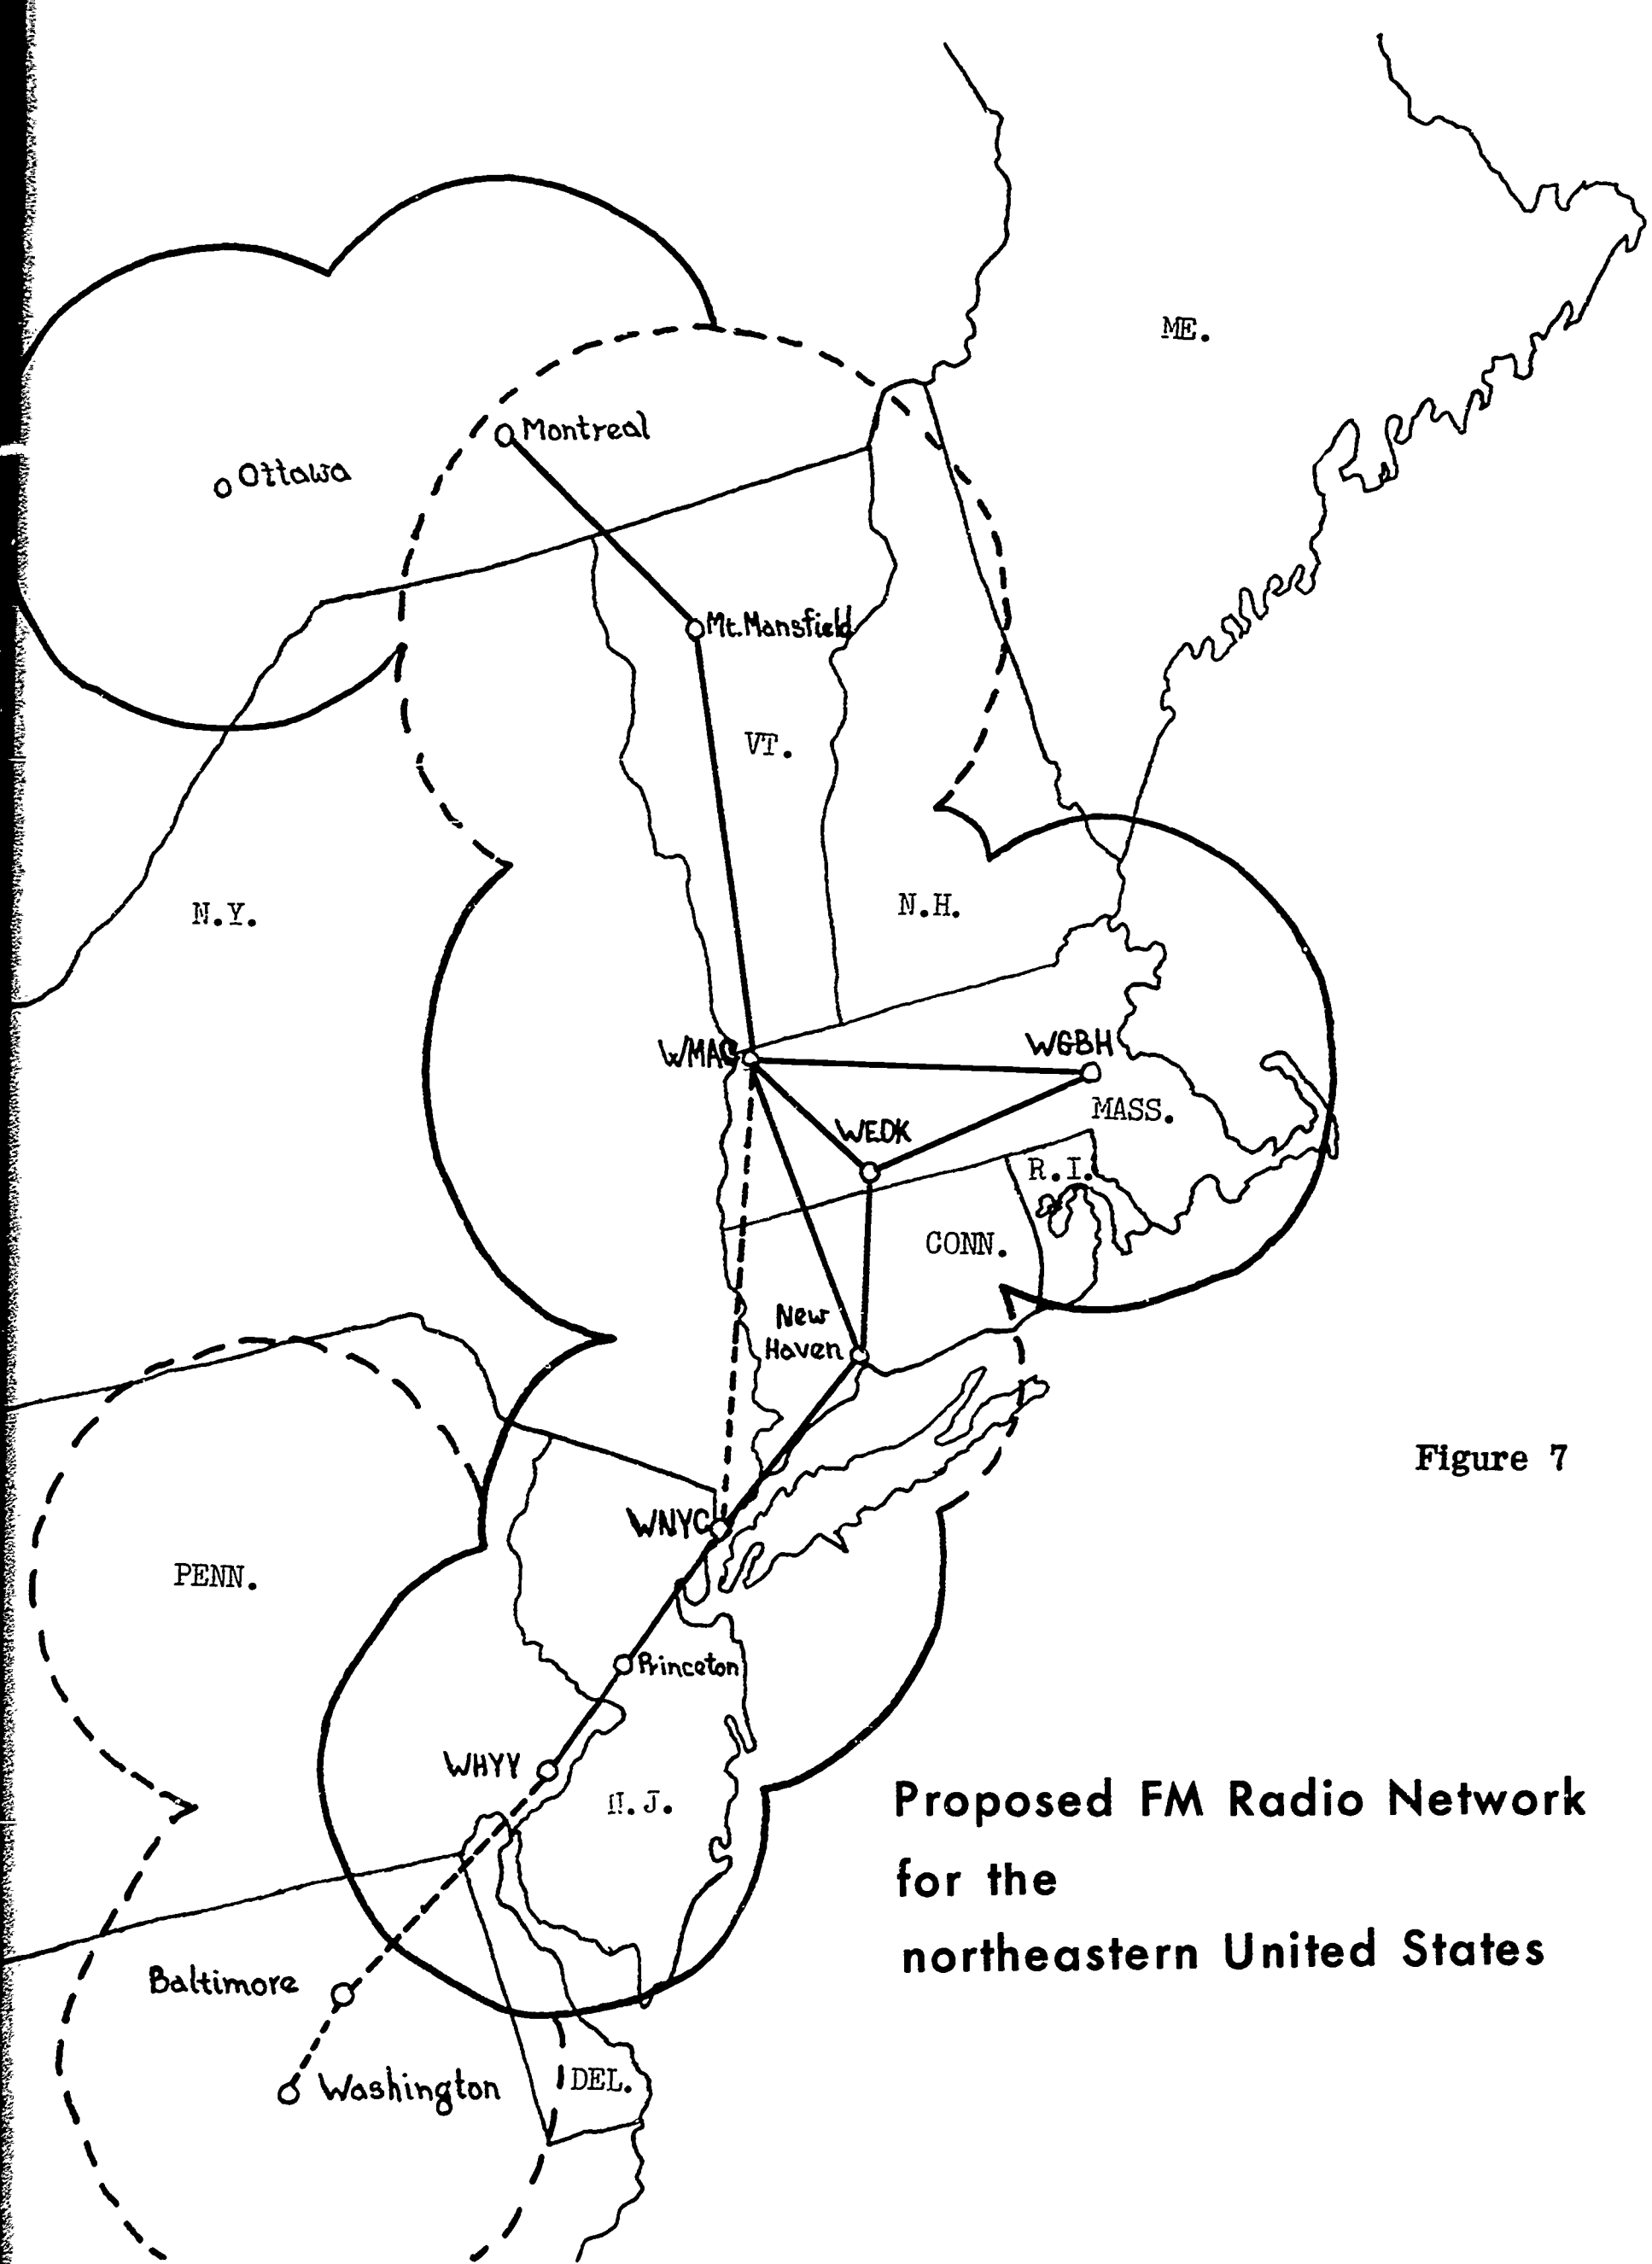 ME.
Montreal
Ottawa
Mt. Mansfield
VT.
N.Y.
N.H.
WGBH
MASS.
WEDK
R.I.
CONN.
New
Haven
Figure 7
WNYC
PENN.
Princeton
WHYY
N.J.
Proposed FM Radio Network
for the
northeastern United States
Baltimore
Washington
DEL.